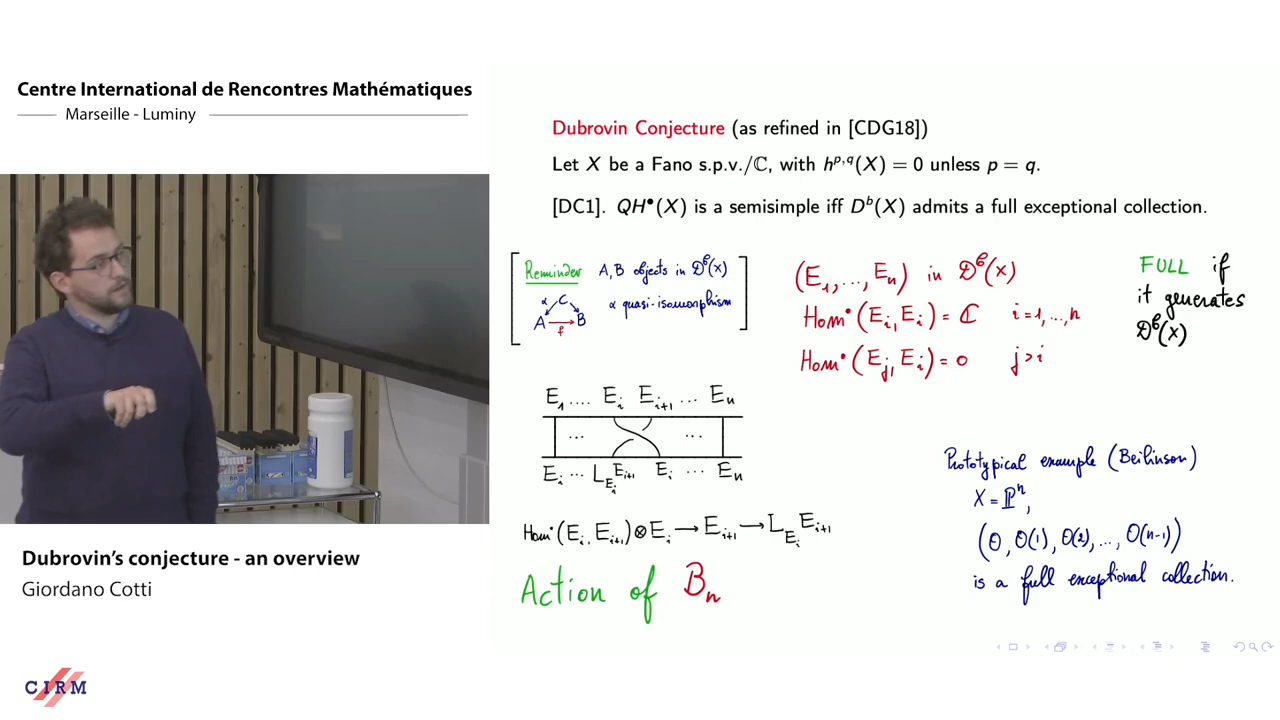 Centre International de Rencontres Mathématiques
Marseille - Luminy
Dubrovin Conjecture (as refined in [CDG18])
Let X be a Fano s.p.v./ℂ, with h^{p,q}(X) = 0 unless p = q.
[DC1]. QH•(X) is a semisimple iff D^b(X) admits a full exceptional collection.
Reminder A, B objects in 𝒟^b(X)
α C α quasi-isomorphism
A B
f
(E_1, ..., E_n) in 𝒟^b(X)
Hom•(E_i, E_i) = ℂ i=1, ..., n
Hom•(E_j, E_i) = 0 j>i
FULL if
it generates
𝒟^b(X)
E_1 .... E_i E_{i+1} ... E_n
... ...
E_i ... L_{E_i} E_{i+1} E_i ... E_n
Hom•(E_i, E_{i+1}) ⊗ E_i → E_{i+1} → L_{E_i} E_{i+1}
Action of B_n
Prototypical example (Beilinson)
X = ℙ^n,
(O, O(1), O(2), ..., O(n-1))
is a full exceptional collection.
Dubrovin's conjecture - an overview
Giordano Cotti
CIRM